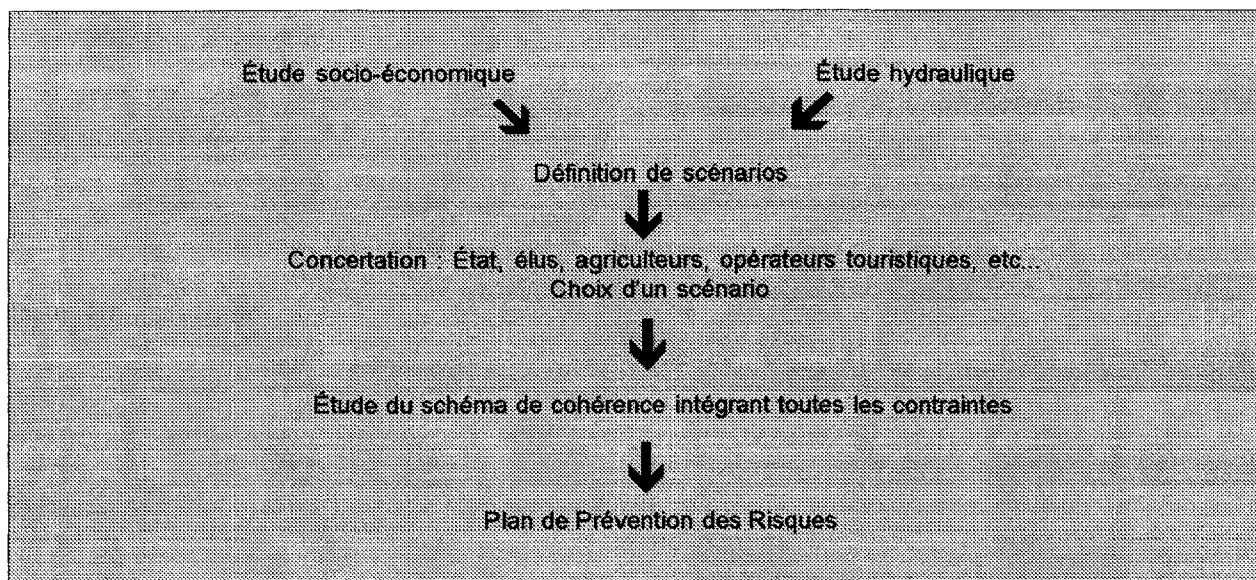 Étude socio-économique
Étude hydraulique
Définition de scénarios
Concertation : État, élus, agriculteurs, opérateurs touristiques, etc...
Choix d'un scénario
Étude du schéma de cohérence intégrant toutes les contraintes
Plan de Prévention des Risques